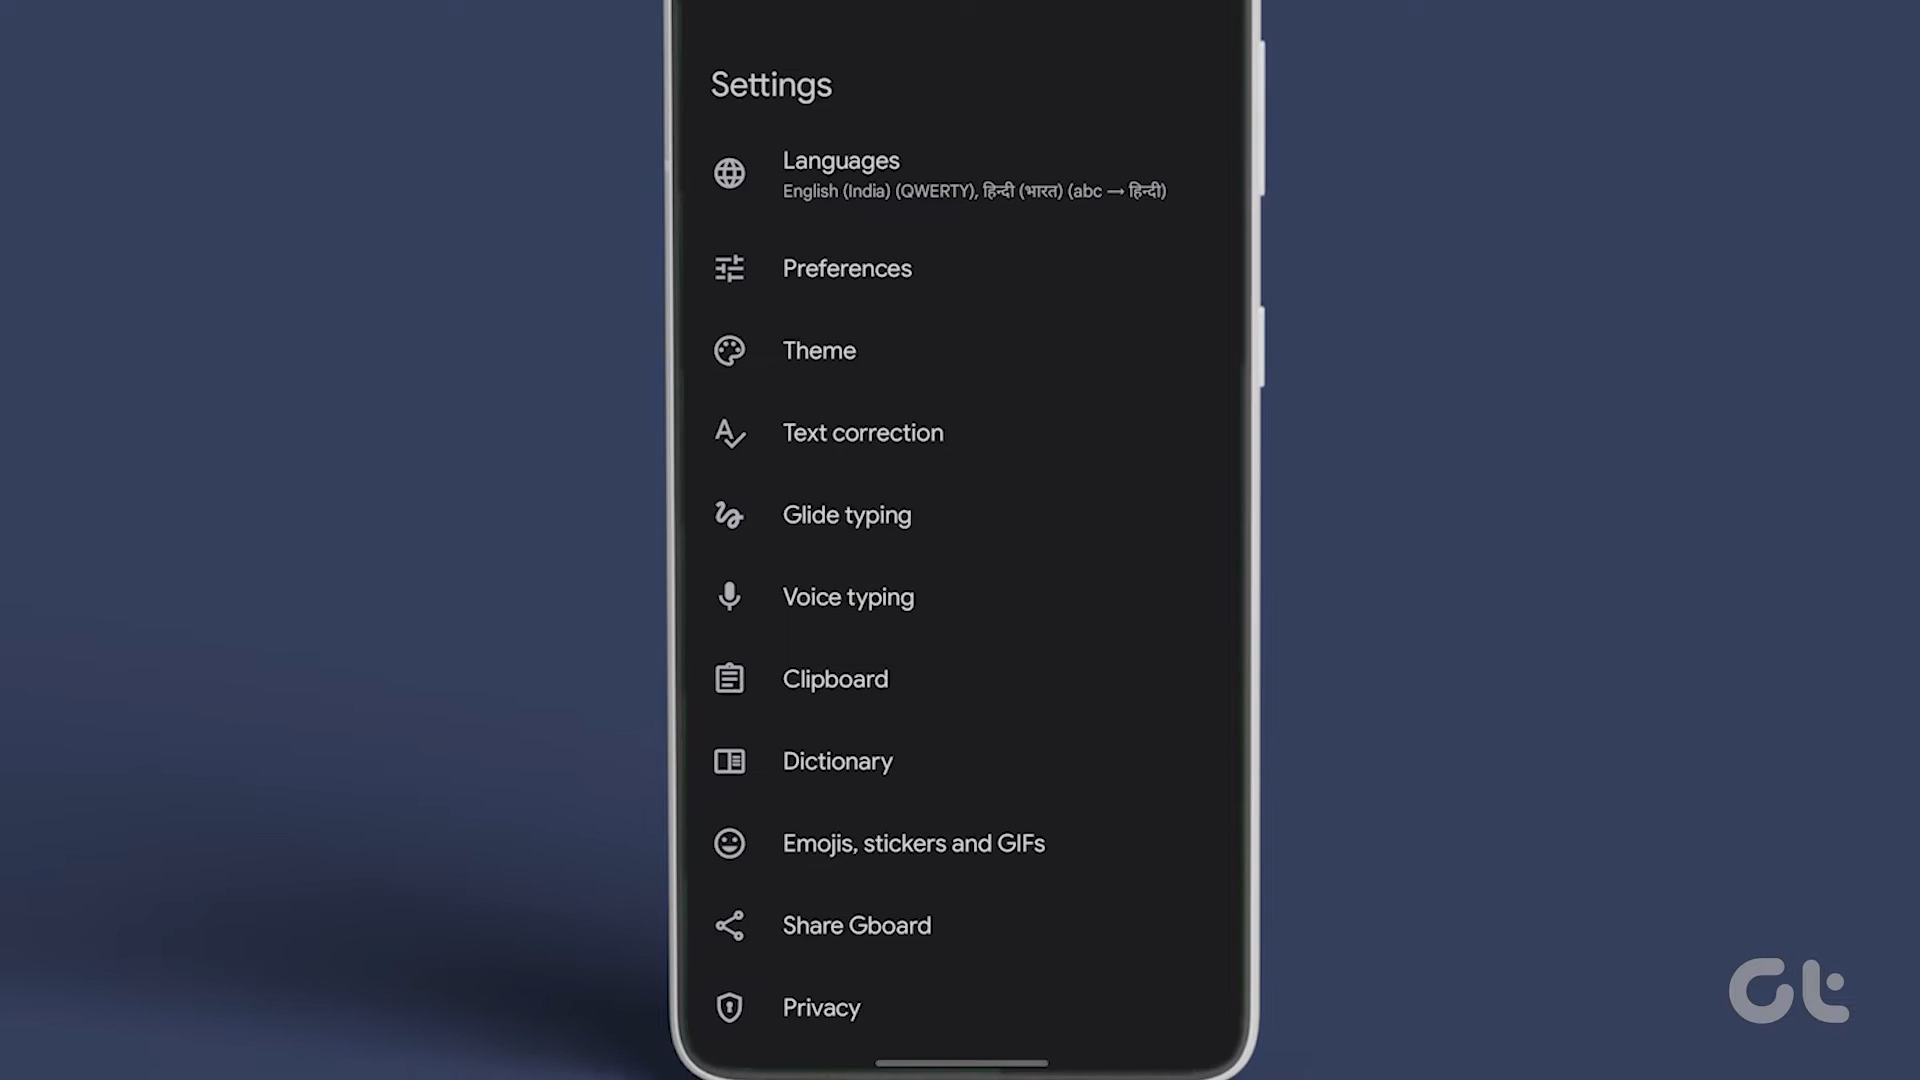 Settings
Languages
English (India) (QWERTY), हिन्दी (भारत) (abc → हिन्दी)
Preferences
Theme
Text correction
Glide typing
Voice typing
Clipboard
Dictionary
Emojis, stickers and GIFs
Share Gboard
Privacy
Gt